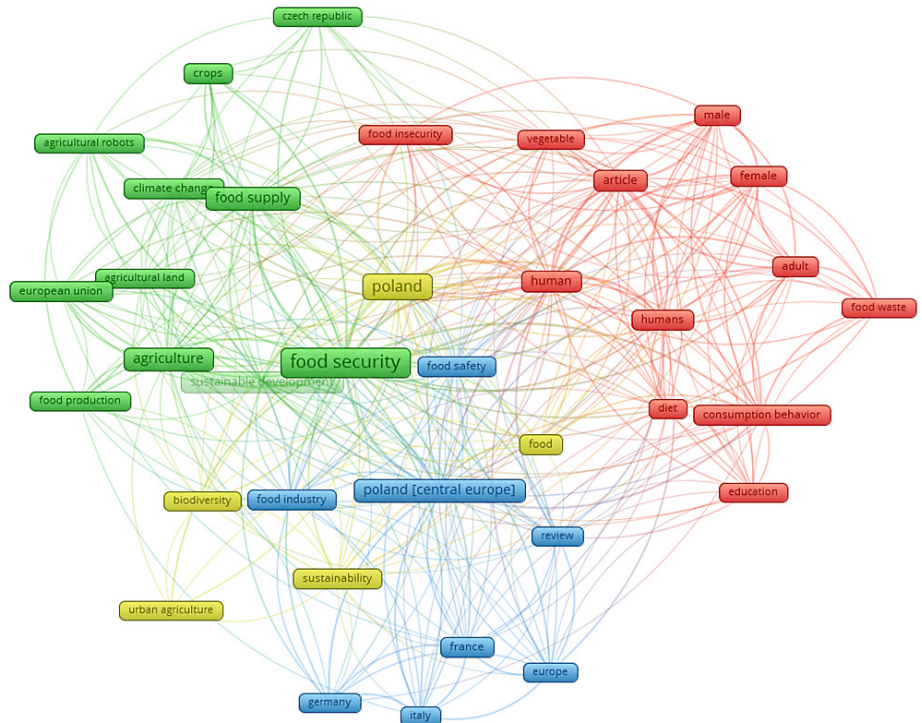 czech republic
crops
male
food insecurity
vegetable
agricultural robots
article
female
climate change
food supply
adult
agricultural land
human
poland
european union
food waste
humans
agriculture
food security
food safety
sustainable development
food production
diet
consumption behavior
food
poland [central europe]
education
biodiversity
food industry
review
sustainability
urban agriculture
france
europe
germany
italy